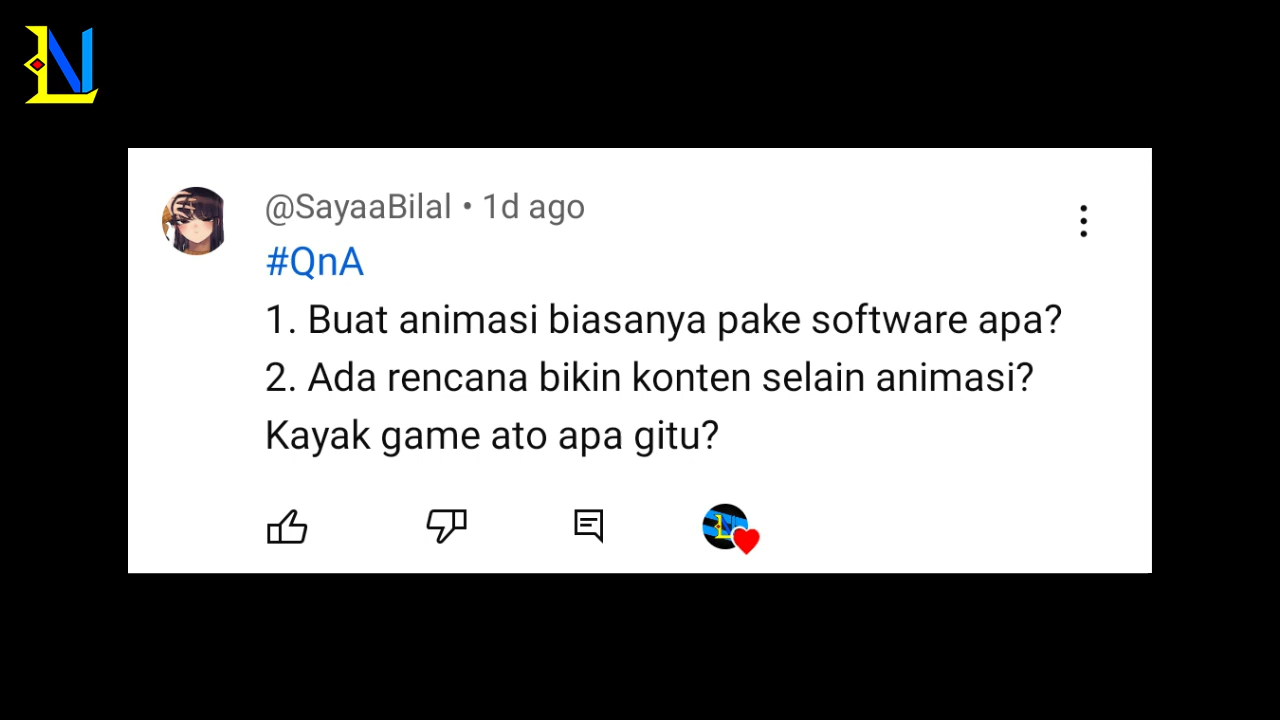 @SayaaBilal • 1d ago
#QnA
1. Buat animasi biasanya pake software apa?
2. Ada rencana bikin konten selain animasi?
Kayak game ato apa gitu?